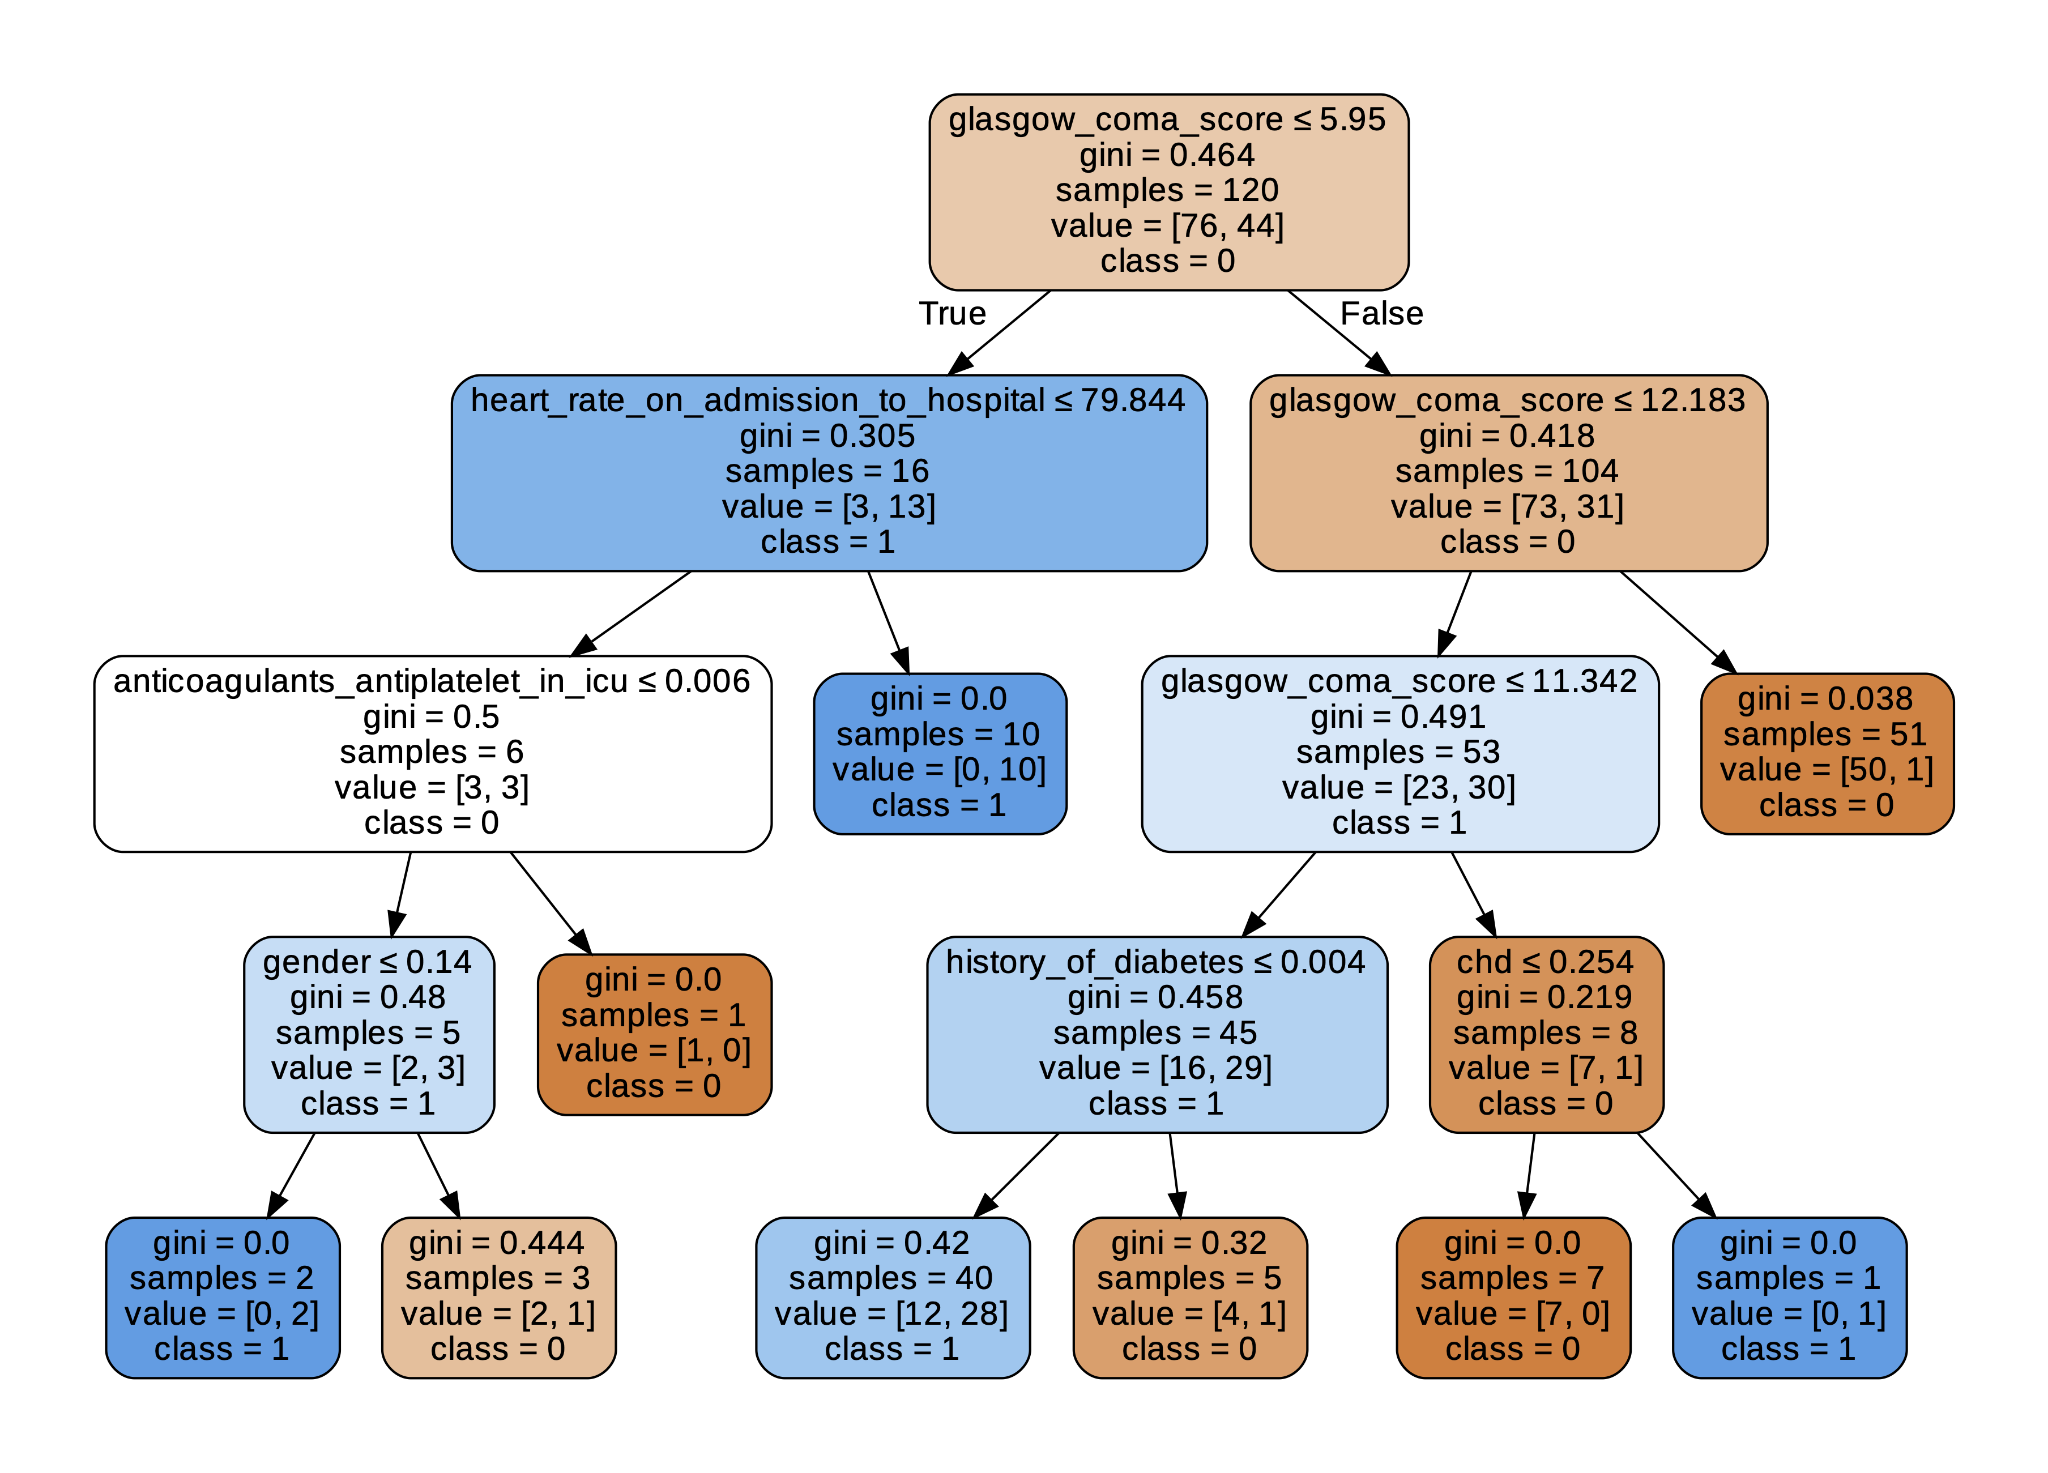 glasgow_coma_score ≤ 5.95
gini = 0.464
samples = 120
value = [76, 44]
class = 0
True
False
heart_rate_on_admission_to_hospital ≤ 79.844
gini = 0.305
samples = 16
value = [3, 13]
class = 1
glasgow_coma_score ≤ 12.183
gini = 0.418
samples = 104
value = [73, 31]
class = 0
anticoagulants_antiplatelet_in_icu ≤ 0.006
gini = 0.5
samples = 6
value = [3, 3]
class = 0
gini = 0.0
samples = 10
value = [0, 10]
class = 1
glasgow_coma_score ≤ 11.342
gini = 0.491
samples = 53
value = [23, 30]
class = 1
gini = 0.038
samples = 51
value = [50, 1]
class = 0
gender ≤ 0.14
gini = 0.48
samples = 5
value = [2, 3]
class = 1
gini = 0.0
samples = 1
value = [1, 0]
class = 0
history_of_diabetes ≤ 0.004
gini = 0.458
samples = 45
value = [16, 29]
class = 1
chd ≤ 0.254
gini = 0.219
samples = 8
value = [7, 1]
class = 0
gini = 0.0
samples = 2
value = [0, 2]
class = 1
gini = 0.444
samples = 3
value = [2, 1]
class = 0
gini = 0.42
samples = 40
value = [12, 28]
class = 1
gini = 0.32
samples = 5
value = [4, 1]
class = 0
gini = 0.0
samples = 7
value = [7, 0]
class = 0
gini = 0.0
samples = 1
value = [0, 1]
class = 1